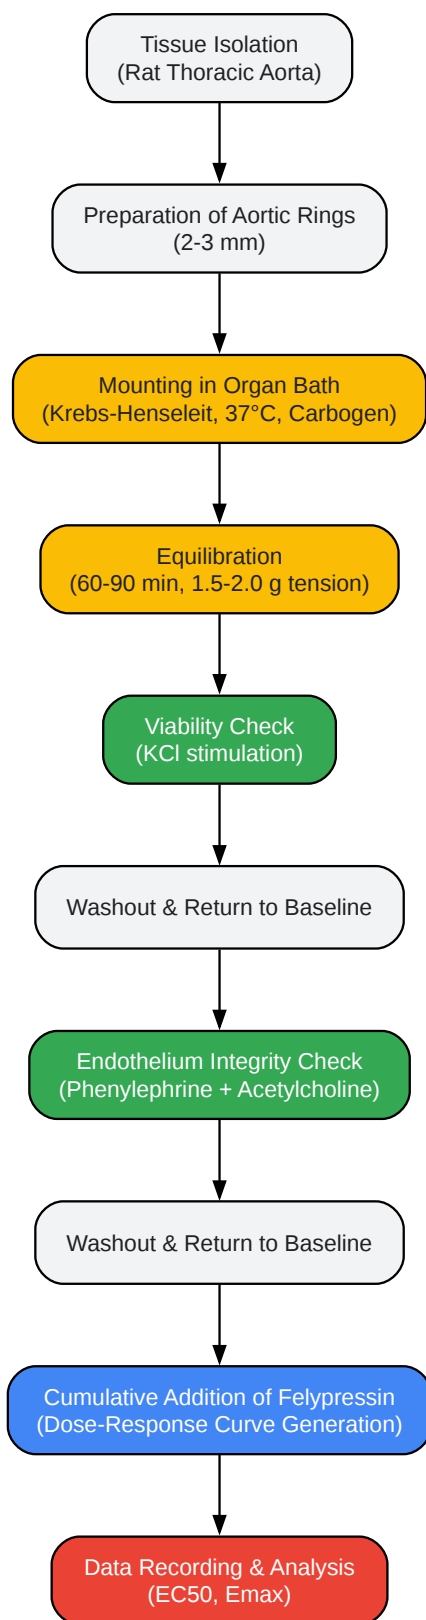 Tissue Isolation
(Rat Thoracic Aorta)
Preparation of Aortic Rings
(2-3 mm)
Mounting in Organ Bath
(Krebs-Henseleit, 37°C, Carbogen)
Equilibration
(60-90 min, 1.5-2.0 g tension)
Viability Check
(KCl stimulation)
Washout & Return to Baseline
Endothelium Integrity Check
(Phenylephrine + Acetylcholine)
Washout & Return to Baseline
Cumulative Addition of Felypressin
(Dose-Response Curve Generation)
Data Recording & Analysis
(EC50, Emax)